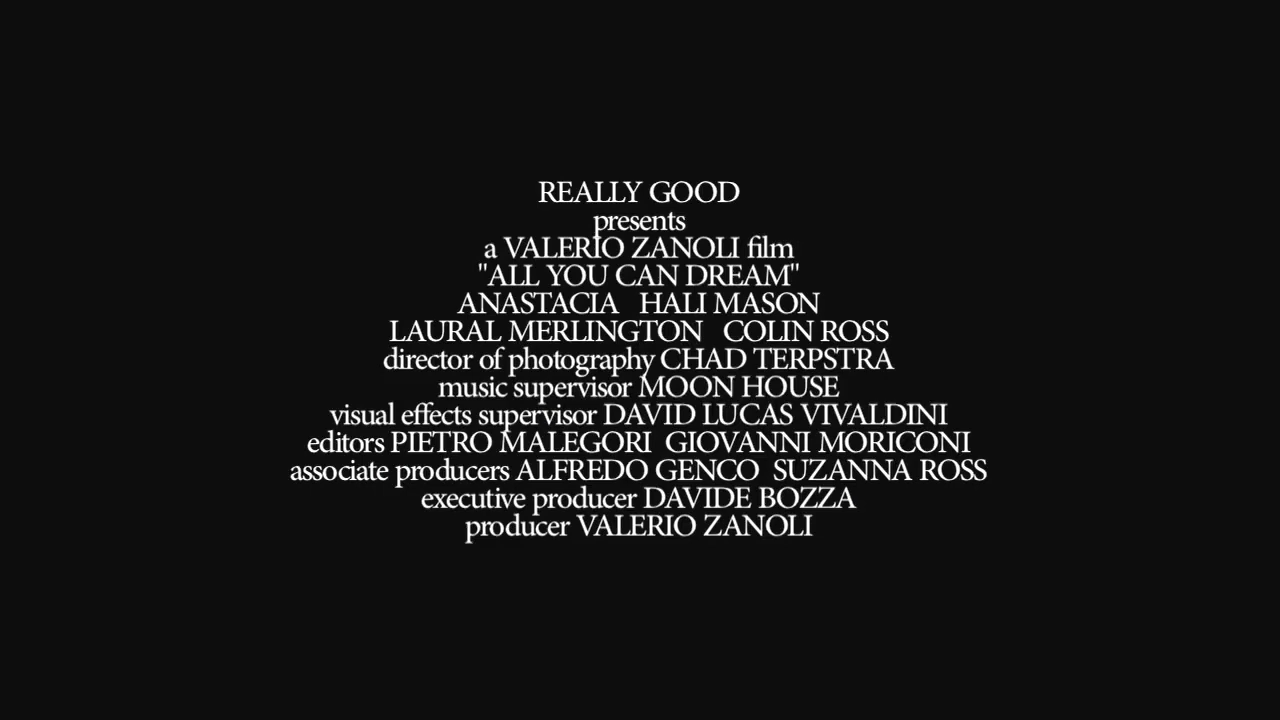 REALLY GOOD
presents
a VALERIO ZANOLI film
"ALL YOU CAN DREAM"
ANASTACIA HALI MASON
LAURAL MERLINGTON COLIN ROSS
director of photography CHAD TERPSTRA
music supervisor MOON HOUSE
visual effects supervisor DAVID LUCAS VIVALDINI
editors PIETRO MALEGORI GIOVANNI MORICONI
associate producers ALFREDO GENCO SUZANNA ROSS
executive producer DAVIDE BOZZA
producer VALERIO ZANOLI